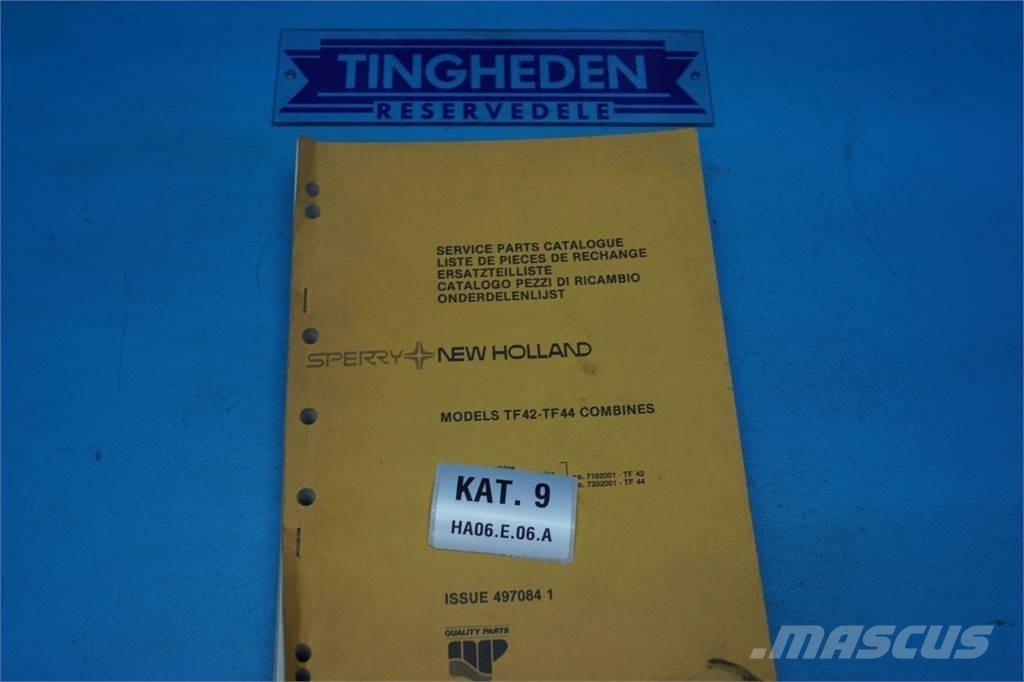 TINGHEDEN
RESERVEDELE
SERVICE PARTS CATALOGUE
LISTE DE PIECES DE RECHANGE
ERSATZTEILLISTE
CATALOGO PEZZI DI RICAMBIO
ONDERDELENLIJST
SPERRY NEW HOLLAND
MODELS TF42-TF44 COMBINES
no. 7102001 - TF 42
no. 7202001 - TF 44
KAT. 9
HA06.E.06.A
ISSUE 497084 1
QUALITY PARTS
MASCUS